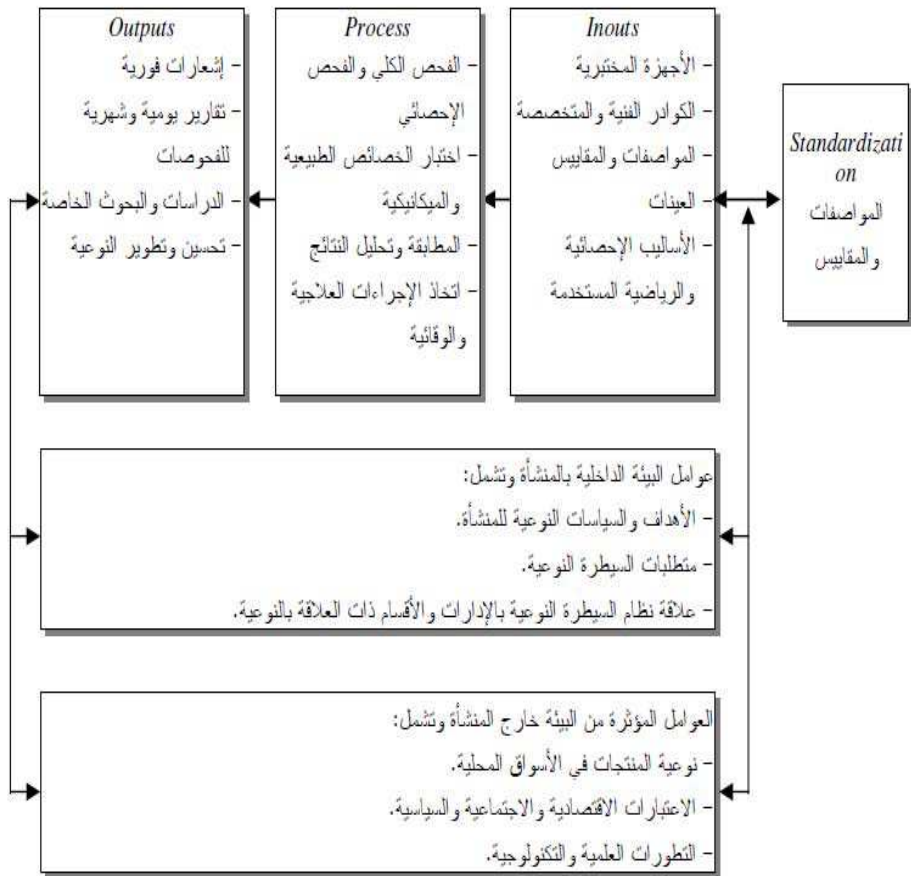 Standardizati
on
المواصفات
والمقاييس
Inouts
- الأجهزة المختبرية
- الكوادر الفنية والمتخصصة
- المواصفات والمقاييس
- العينات
- الأساليب الإحصائية
والرياضية المستخدمة
Process
- الفحص الكلي والفحص
الإحصائي
- اختبار الخصائص الطبيعية
والميكانيكية
- المطابقة وتحليل النتائج
- اتخاذ الإجراءات العلاجية
والوقائية
Outputs
- إشعارات فورية
- تقارير يومية وشهرية
للفحوصات
- الدراسات والبحوث الخاصة
- تحسين وتطوير النوعية
عوامل البيئة الداخلية بالمنشأة وتشمل:
- الأهداف والسياسات النوعية للمنشأة.
- متطلبات السيطرة النوعية.
- علاقة نظام السيطرة النوعية بالإدارات والأقسام ذات العلاقة بالنوعية.
العوامل المؤثرة من البيئة خارج المنشأة وتشمل:
- نوعية المنتجات في الأسواق المحلية.
- الاعتبارات الاقتصادية والاجتماعية والسياسية.
- التطورات العلمية والتكنولوجية.